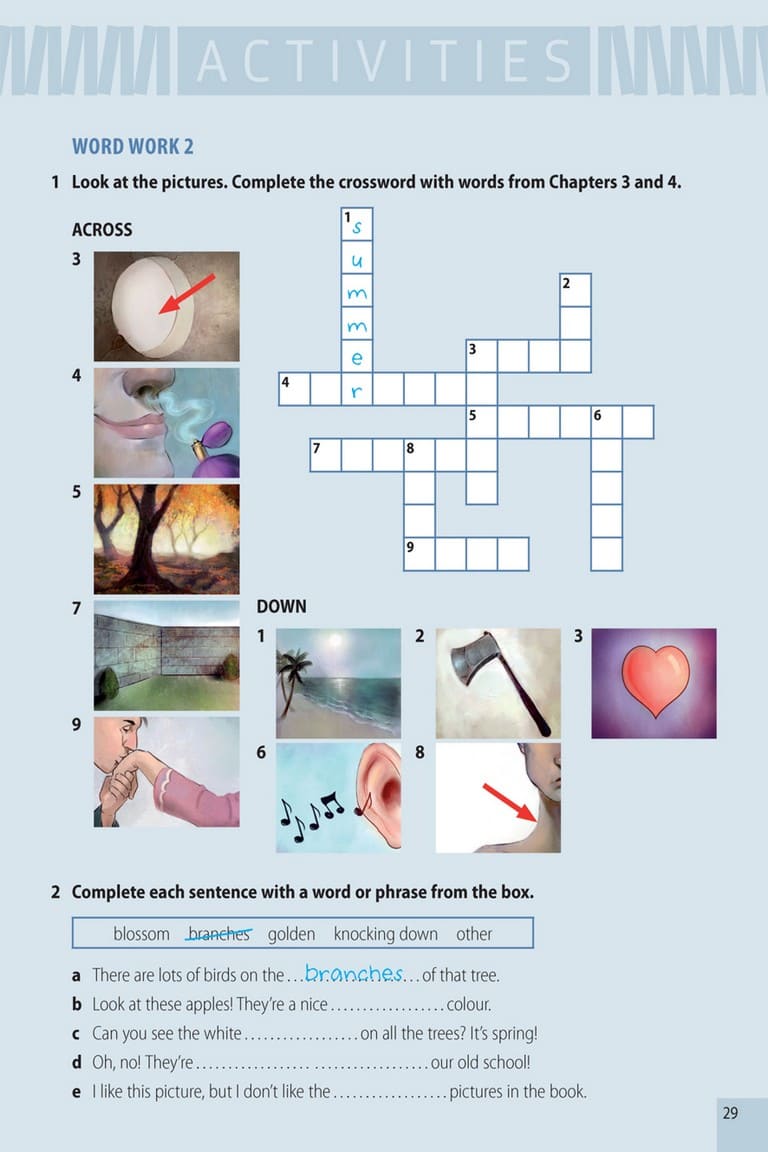 ACTIVITIES
WORD WORK 2
1 Look at the pictures. Complete the crossword with words from Chapters 3 and 4.
ACROSS
3
4
5
7
9
1 s
u
m
m
e
r
2
3
4
5 6
7 8
9
DOWN
1 2 3
6 8
2 Complete each sentence with a word or phrase from the box.
blossom branches golden knocking down other
a There are lots of birds on the ...branches... of that tree.
b Look at these apples! They're a nice .................. colour.
c Can you see the white .................. on all the trees? It's spring!
d Oh, no! They're .................. .................. our old school!
e I like this picture, but I don't like the .................. pictures in the book.
29